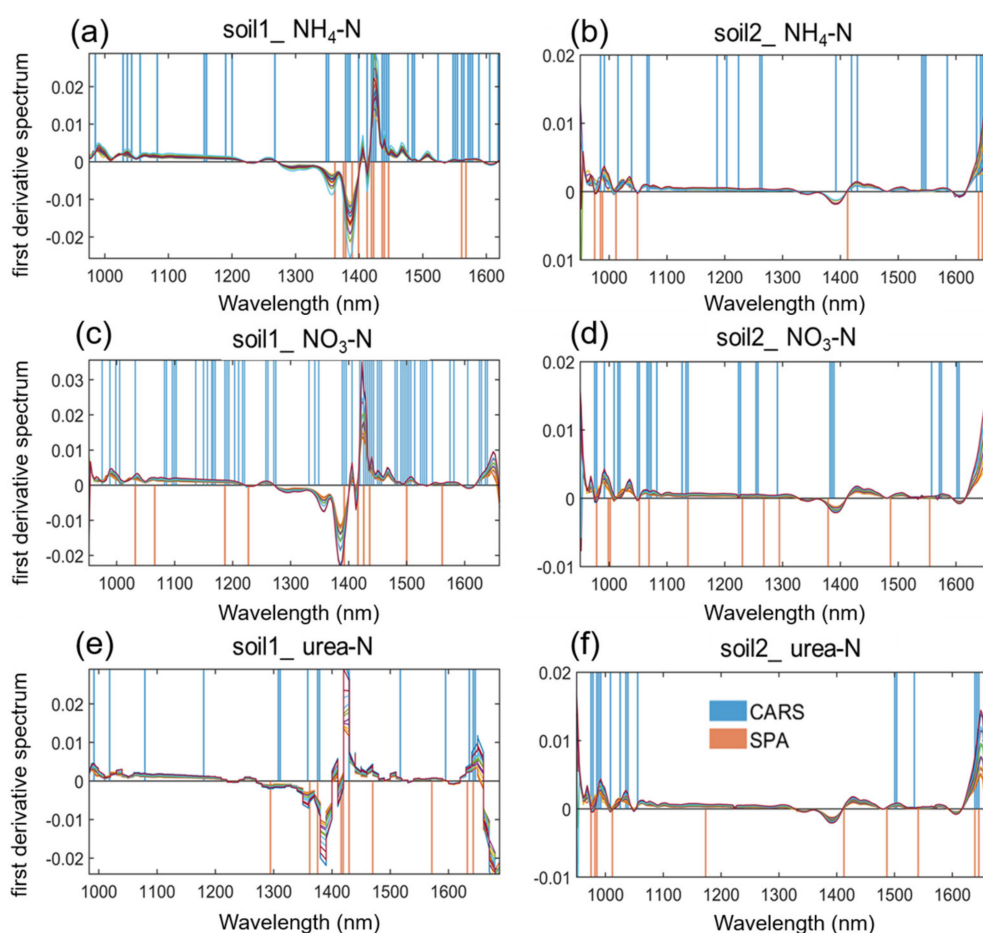 (a) soil1_ NH4-N
first derivative spectrum
0.02
0.01
0
-0.01
-0.02
1000 1100 1200 1300 1400 1500 1600
Wavelength (nm)
(b) soil2_ NH4-N
0.02
0.01
0
0.01
1000 1100 1200 1300 1400 1500 1600
Wavelength (nm)
(c) soil1_ NO3-N
first derivative spectrum
0.03
0.02
0.01
0
-0.01
-0.02
1000 1100 1200 1300 1400 1500 1600
Wavelength (nm)
(d) soil2_ NO3-N
0.02
0.01
0
-0.01
1000 1100 1200 1300 1400 1500 1600
Wavelength (nm)
(e) soil1_ urea-N
first derivative spectrum
0.02
0.01
0
-0.01
-0.02
1000 1100 1200 1300 1400 1500 1600
Wavelength (nm)
(f) soil2_ urea-N
0.02
0.01
0
-0.01
CARS
SPA
1000 1100 1200 1300 1400 1500 1600
Wavelength (nm)